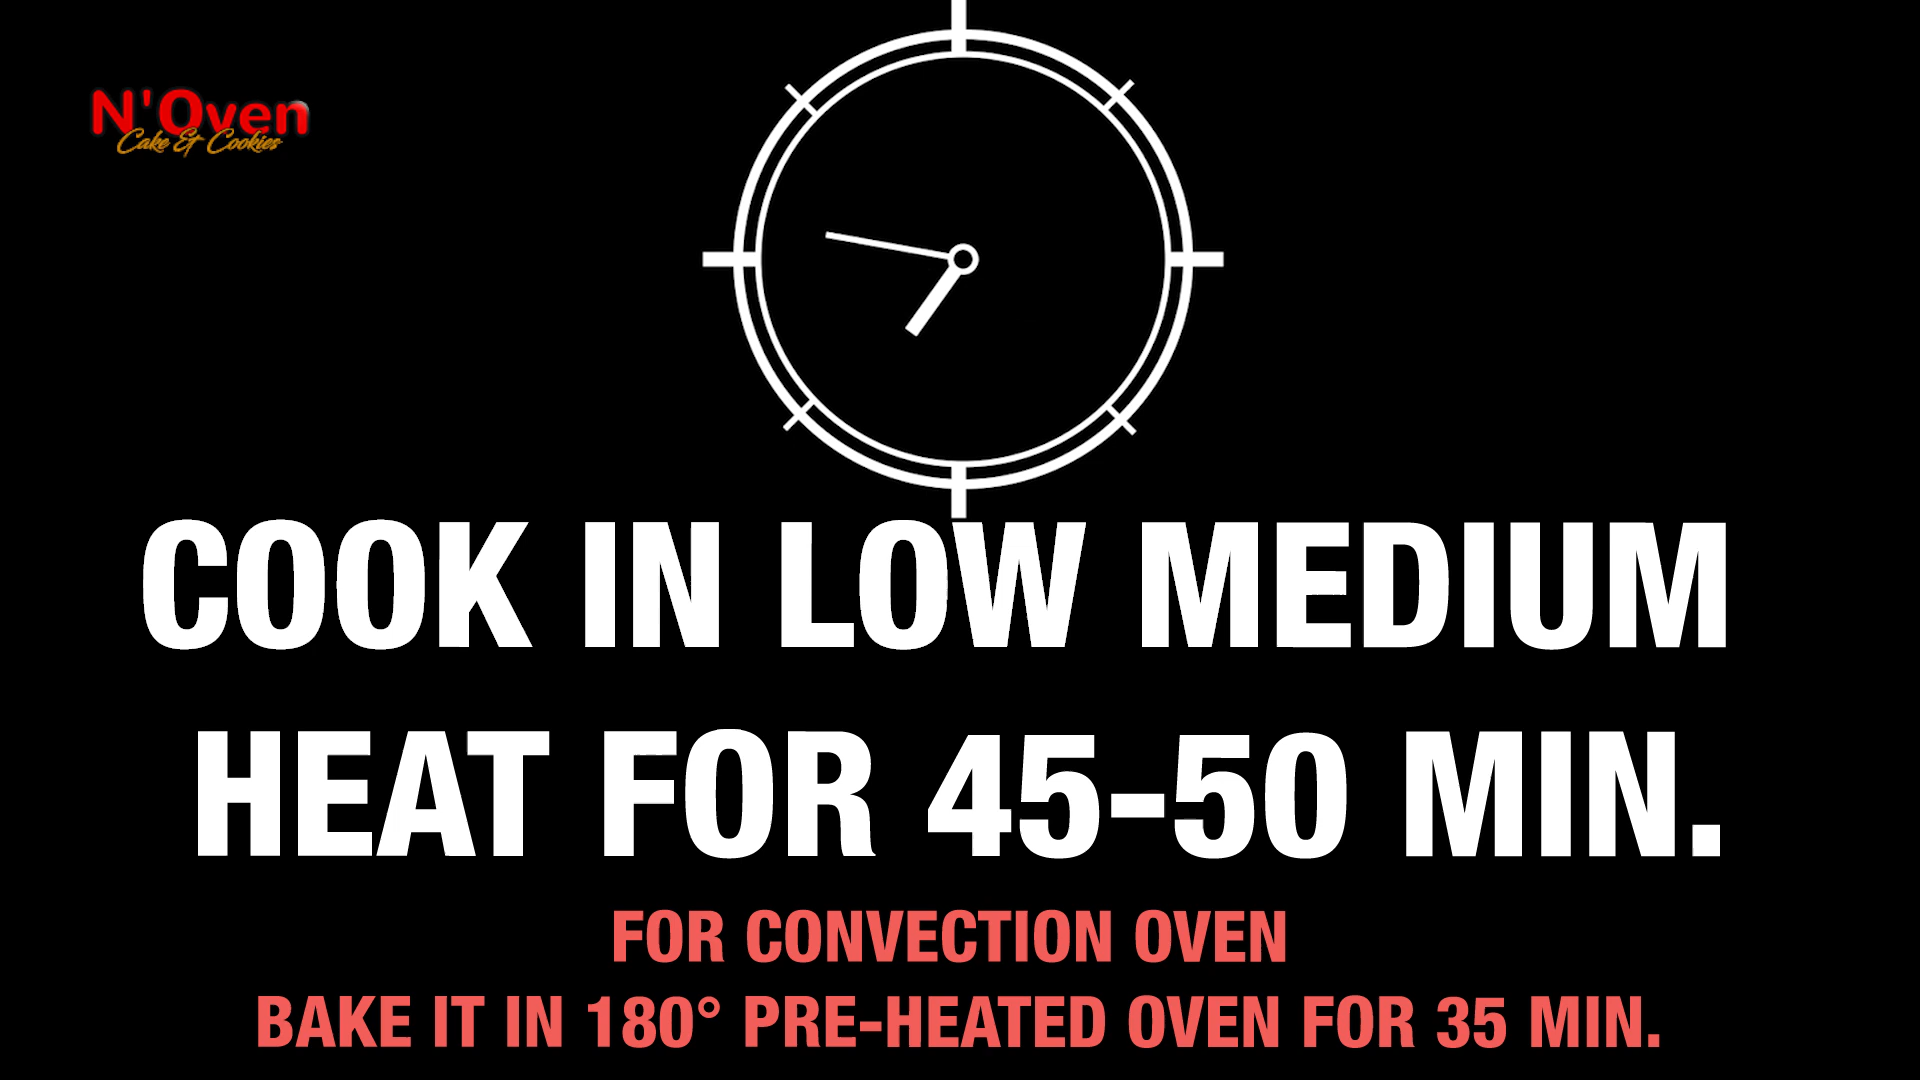 N'Oven
Cake & Cookies
COOK IN LOW MEDIUM
HEAT FOR 45-50 MIN.
FOR CONVECTION OVEN
BAKE IT IN 180° PRE-HEATED OVEN FOR 35 MIN.